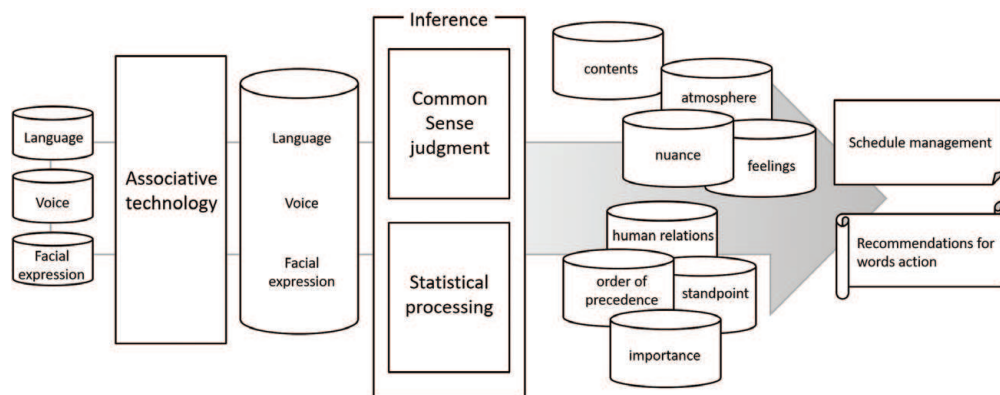 Language
Voice
Facial
expression
Associative
technology
Language
Voice
Facial
expression
Inference
Common
Sense
judgment
Statistical
processing
contents
atmosphere
nuance
feelings
human relations
order of
precedence
standpoint
importance
Schedule management
Recommendations for
words action